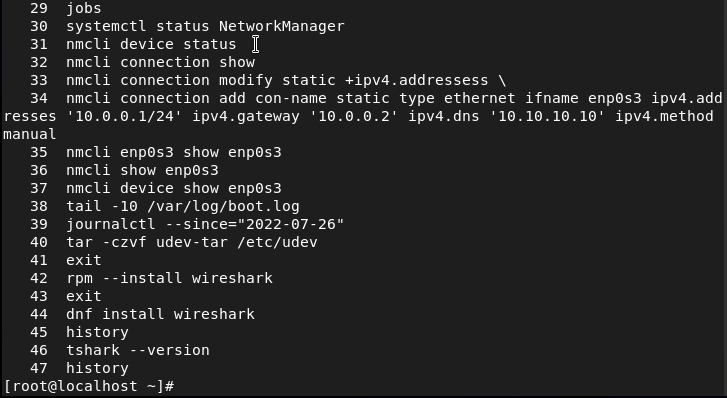 29 jobs
30 systemctl status NetworkManager
31 nmcli device status
32 nmcli connection show
33 nmcli connection modify static +ipv4.addressess \
34 nmcli connection add con-name static type ethernet ifname enp0s3 ipv4.add
resses '10.0.0.1/24' ipv4.gateway '10.0.0.2' ipv4.dns '10.10.10.10' ipv4.method
manual
35 nmcli enp0s3 show enp0s3
36 nmcli show enp0s3
37 nmcli device show enp0s3
38 tail -10 /var/log/boot.log
39 journalctl --since="2022-07-26"
40 tar -czvf udev-tar /etc/udev
41 exit
42 rpm --install wireshark
43 exit
44 dnf install wireshark
45 history
46 tshark --version
47 history
[root@localhost ~]#